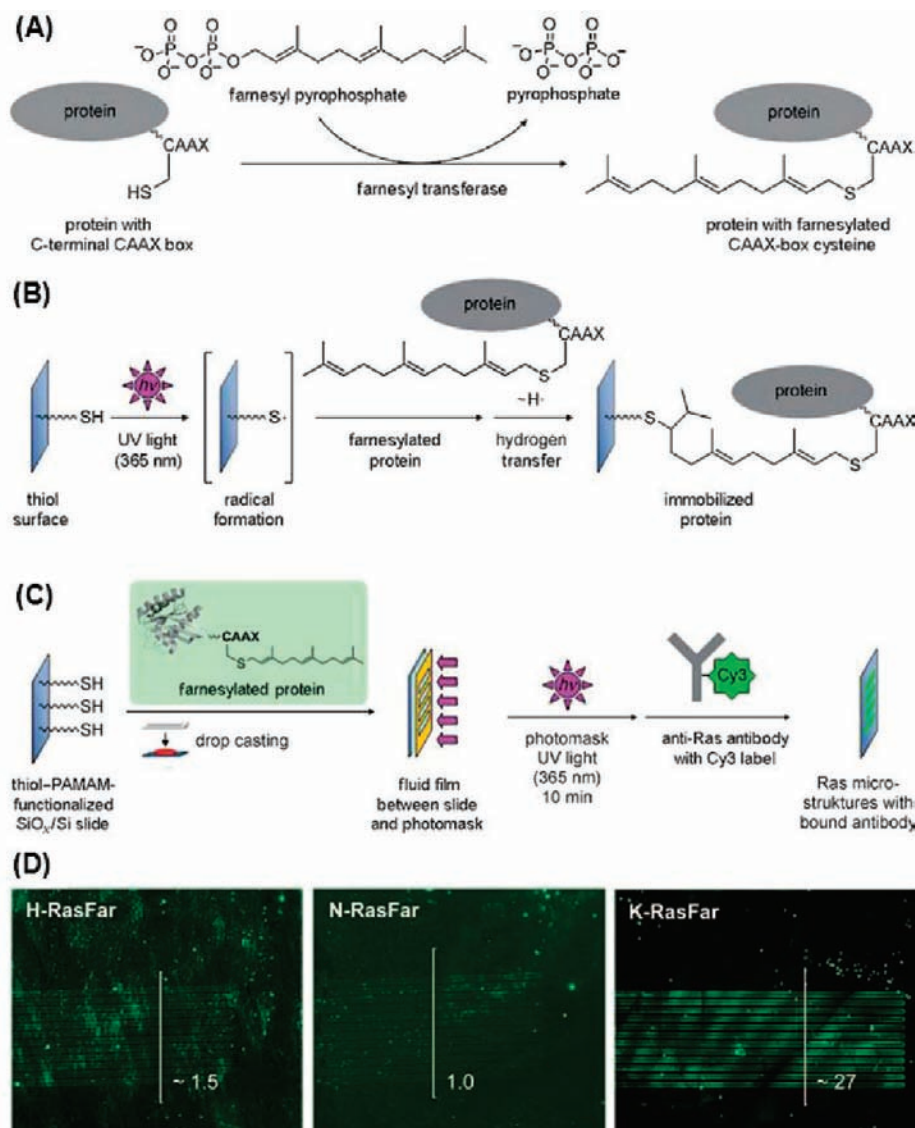 (A)
O O
-O P O P O
O- O-
farnesyl pyrophosphate
O O
-O P O P O-
O- O-
pyrophosphate
protein
CAAX
HS
farnesyl transferase
protein
CAAX
S
protein with
C-terminal CAAX box
protein with farnesylated
CAAX-box cysteine
(B)
protein
CAAX
S
SH
hν
UV light
(365 nm)
S·
farnesylated
protein
~H·
hydrogen
transfer
S
protein
CAAX
S
thiol
surface
radical
formation
immobilized
protein
(C)
SH
SH
SH
CAAX
S
farnesylated protein
drop casting
hν
photomask
UV light
(365 nm)
10 min
Cy3
anti-Ras antibody
with Cy3 label
thiol–PAMAM-
functionalized
SiOx/Si slide
fluid film
between slide
and photomask
Ras micro-
struktures with
bound antibody
(D)
H-RasFar
~ 1.5
N-RasFar
1.0
K-RasFar
~ 27